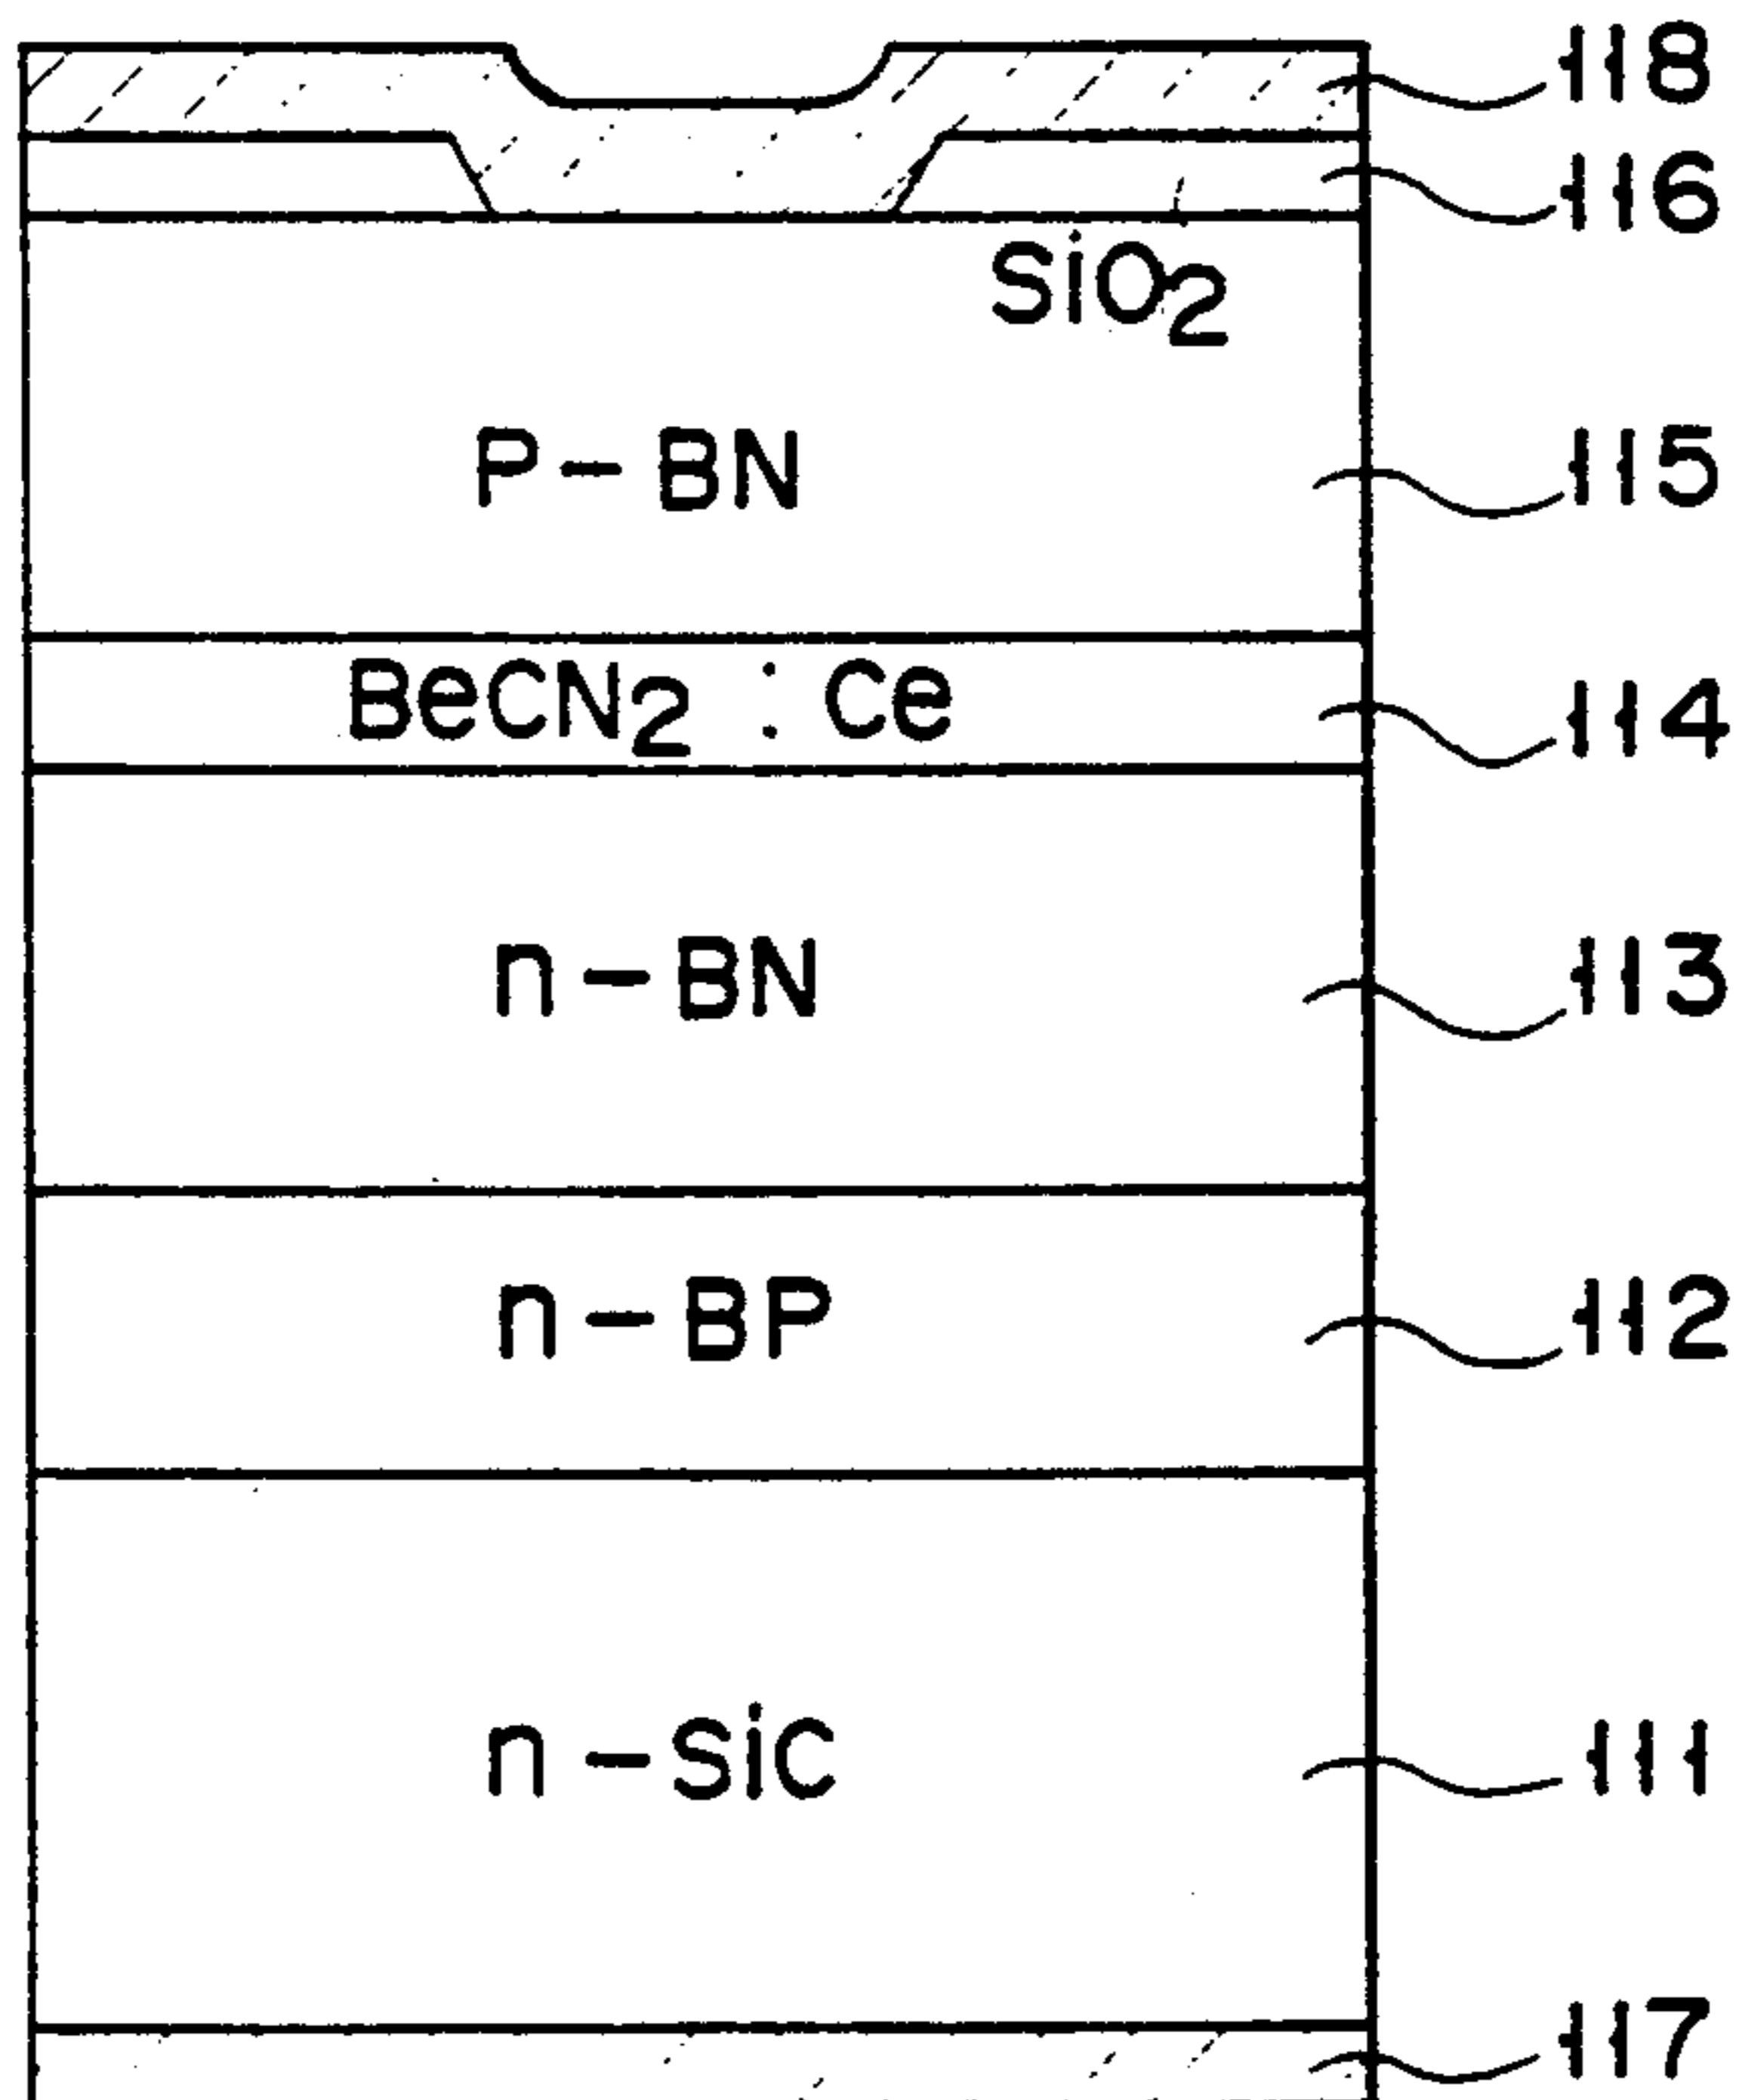 118
116
SiO2
P-BN 115
BeCN2 : Ce 114
n-BN 113
n-BP 112
n-SiC 111
117